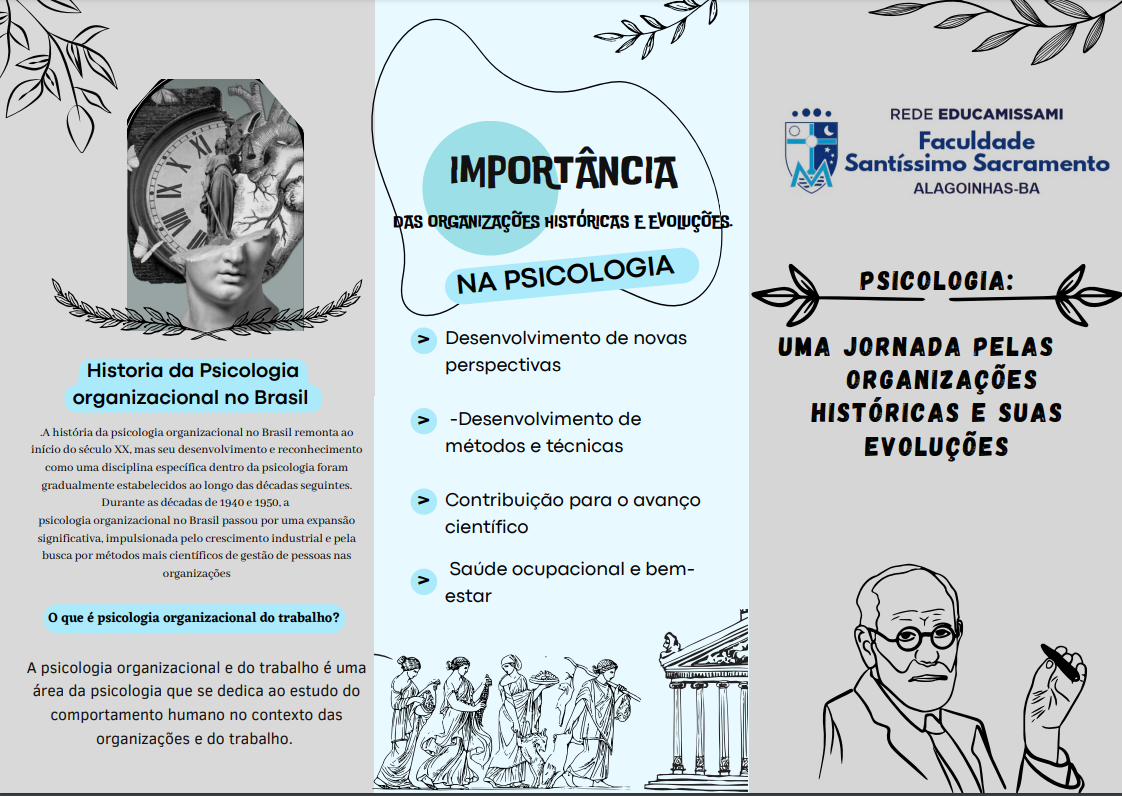 Historia da Psicologia
organizacional no Brasil
.A história da psicologia organizacional no Brasil remonta ao
início do século XX, mas seu desenvolvimento e reconhecimento
como uma disciplina específica dentro da psicologia foram
gradualmente estabelecidos ao longo das décadas seguintes.
Durante as décadas de 1940 e 1950, a
psicologia organizacional no Brasil passou por uma expansão
significativa, impulsionada pelo crescimento industrial e pela
busca por métodos mais científicos de gestão de pessoas nas
organizações
O que é psicologia organizacional do trabalho?
A psicologia organizacional e do trabalho é uma
área da psicologia que se dedica ao estudo do
comportamento humano no contexto das
organizações e do trabalho.
IMPORTÂNCIA
DAS ORGANIZAÇÕES HISTÓRICAS E EVOLUÇÕES.
NA PSICOLOGIA
> Desenvolvimento de novas
perspectivas
> -Desenvolvimento de
métodos e técnicas
> Contribuição para o avanço
científico
> Saúde ocupacional e bem-
estar
REDE EDUCAMISSAMI
Faculdade
Santíssimo Sacramento
ALAGOINHAS-BA
PSICOLOGIA:
UMA JORNADA PELAS
ORGANIZAÇÕES
HISTÓRICAS E SUAS
EVOLUÇÕES